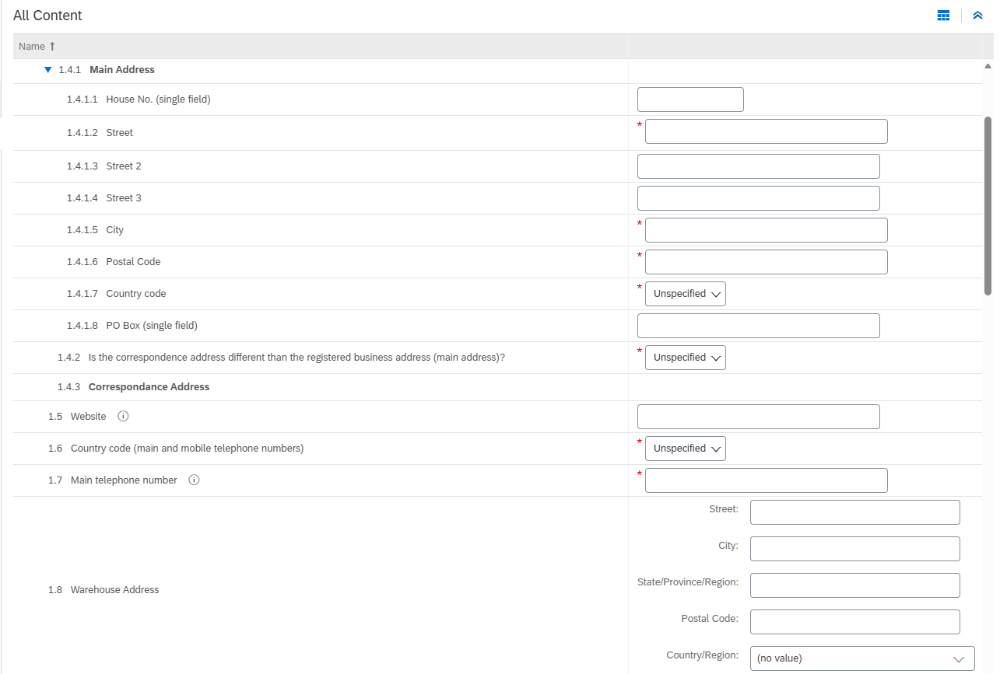 All Content
Name ↑
1.4.1 Main Address
1.4.1.1 House No. (single field)
1.4.1.2 Street *
1.4.1.3 Street 2
1.4.1.4 Street 3
1.4.1.5 City *
1.4.1.6 Postal Code *
1.4.1.7 Country code * Unspecified
1.4.1.8 PO Box (single field)
1.4.2 Is the correspondence address different than the registered business address (main address)? * Unspecified
1.4.3 Correspondance Address
1.5 Website
1.6 Country code (main and mobile telephone numbers) * Unspecified
1.7 Main telephone number *
1.8 Warehouse Address
Street:
City:
State/Province/Region:
Postal Code:
Country/Region: (no value)